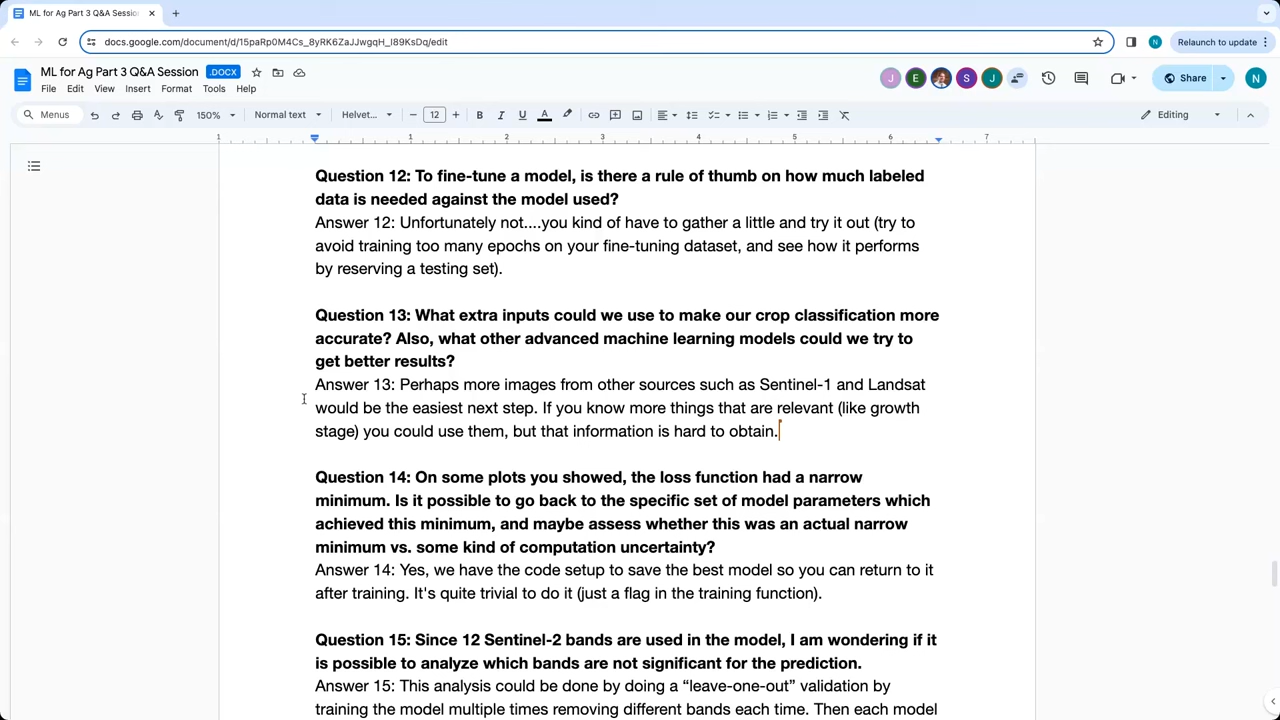 ML for Ag Part 3 Q&A Sessio
docs.google.com/document/d/15paRp0M4Cs_8yRK6ZaJJwgqH_I89KsDq/edit
N
Relaunch to update
ML for Ag Part 3 Q&A Session
.DOCX
File Edit View Insert Format Tools Help
J E S J
Share
N
Menus
150%
Normal text
Helvet...
12
B I U A
Editing
1 1 2 3 4 5 6 7
Question 12: To fine-tune a model, is there a rule of thumb on how much labeled
data is needed against the model used?
Answer 12: Unfortunately not....you kind of have to gather a little and try it out (try to
avoid training too many epochs on your fine-tuning dataset, and see how it performs
by reserving a testing set).
Question 13: What extra inputs could we use to make our crop classification more
accurate? Also, what other advanced machine learning models could we try to
get better results?
Answer 13: Perhaps more images from other sources such as Sentinel-1 and Landsat
would be the easiest next step. If you know more things that are relevant (like growth
stage) you could use them, but that information is hard to obtain.
Question 14: On some plots you showed, the loss function had a narrow
minimum. Is it possible to go back to the specific set of model parameters which
achieved this minimum, and maybe assess whether this was an actual narrow
minimum vs. some kind of computation uncertainty?
Answer 14: Yes, we have the code setup to save the best model so you can return to it
after training. It's quite trivial to do it (just a flag in the training function).
Question 15: Since 12 Sentinel-2 bands are used in the model, I am wondering if it
is possible to analyze which bands are not significant for the prediction.
Answer 15: This analysis could be done by doing a “leave-one-out” validation by
training the model multiple times removing different bands each time. Then each model